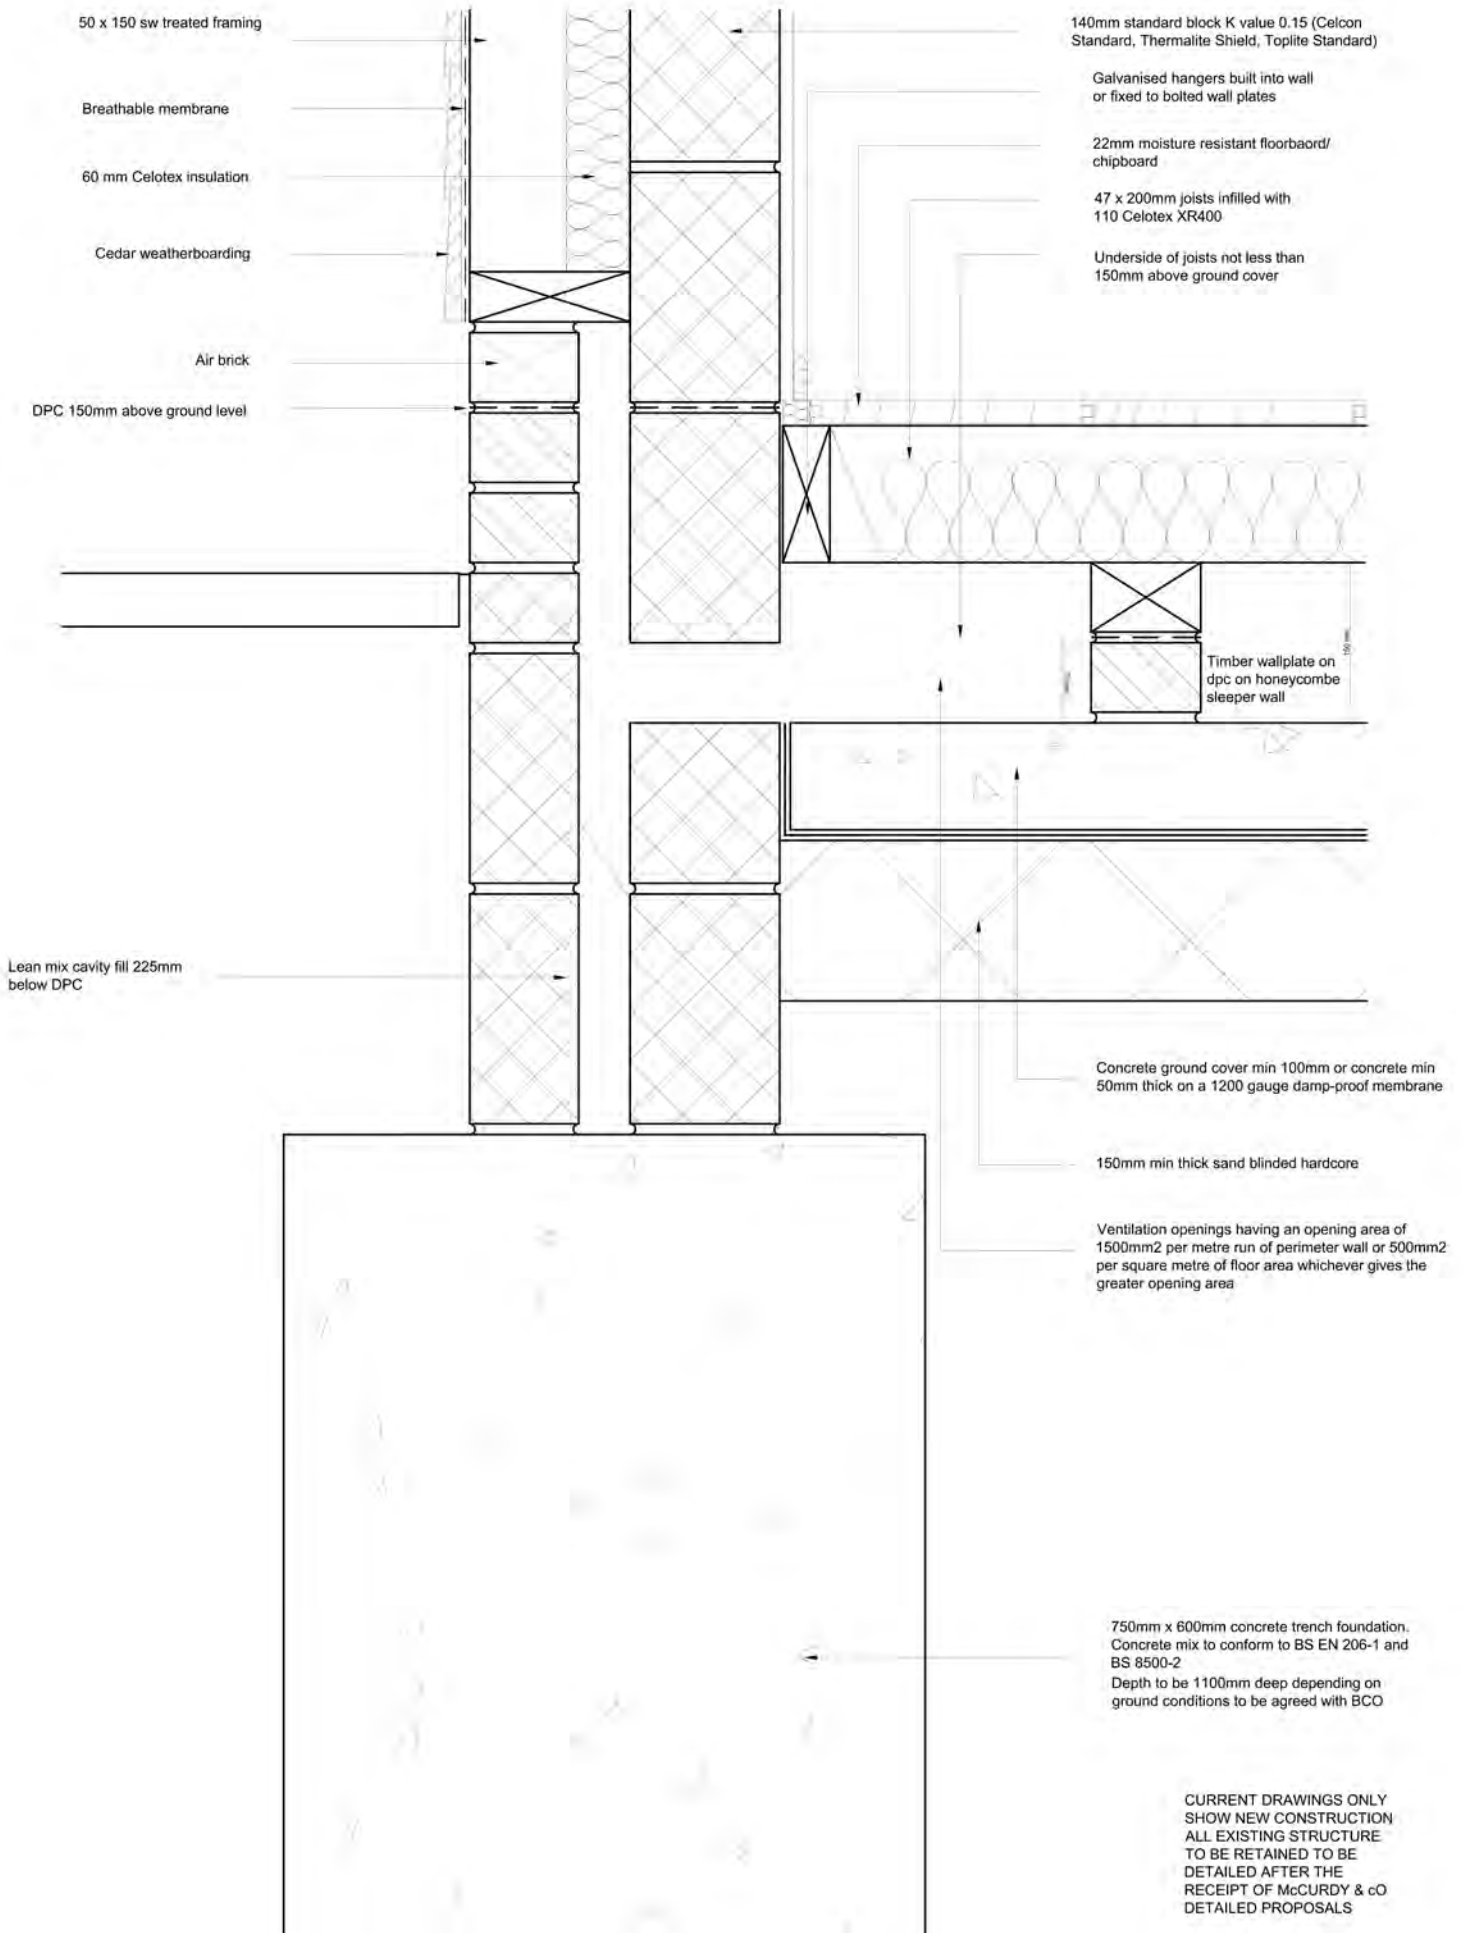 50 x 150 sw treated framing
Breathable membrane
60 mm Celotex insulation
Cedar weatherboarding
Air brick
DPC 150mm above ground level
Lean mix cavity fill 225mm
below DPC
140mm standard block K value 0.15 (Celcon
Standard, Thermalite Shield, Toplite Standard)
Galvanised hangers built into wall
or fixed to bolted wall plates
22mm moisture resistant floorbaord/
chipboard
47 x 200mm joists infilled with
110 Celotex XR400
Underside of joists not less than
150mm above ground cover
150 mm
Timber wallplate on
dpc on honeycombe
sleeper wall
Concrete ground cover min 100mm or concrete min
50mm thick on a 1200 gauge damp-proof membrane
150mm min thick sand blinded hardcore
Ventilation openings having an opening area of
1500mm2 per metre run of perimeter wall or 500mm2
per square metre of floor area whichever gives the
greater opening area
750mm x 600mm concrete trench foundation.
Concrete mix to conform to BS EN 206-1 and
BS 8500-2
Depth to be 1100mm deep depending on
ground conditions to be agreed with BCO
CURRENT DRAWINGS ONLY
SHOW NEW CONSTRUCTION
ALL EXISTING STRUCTURE
TO BE RETAINED TO BE
DETAILED AFTER THE
RECEIPT OF McCURDY & cO
DETAILED PROPOSALS